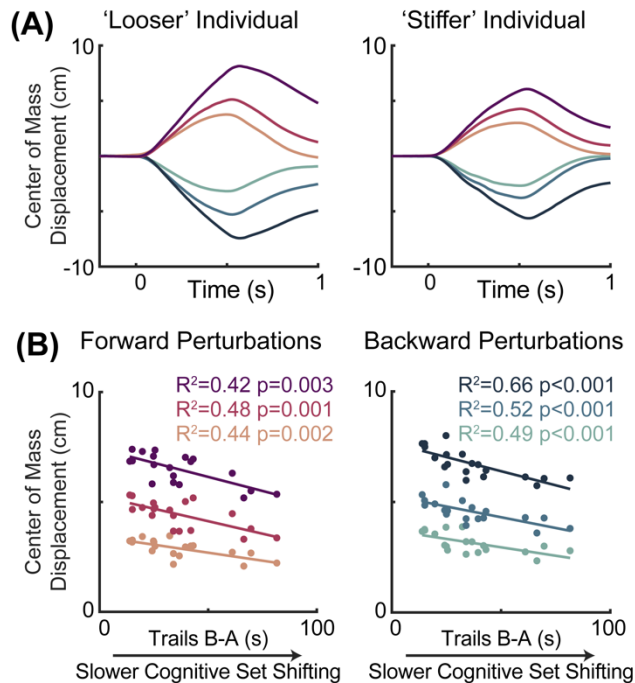 (A)
'Looser' Individual
'Stiffer' Individual
10
10
Center of Mass
Displacement (cm)
-10
-10
0
1
0
1
Time (s)
Time (s)
(B)
Forward Perturbations
Backward Perturbations
10
10
R²=0.42 p=0.003
R²=0.48 p=0.001
R²=0.44 p=0.002
R²=0.66 p<0.001
R²=0.52 p<0.001
R²=0.49 p<0.001
Center of Mass
Displacement (cm)
0
0
Trails B-A (s)
100
Trails B-A (s)
100
Slower Cognitive Set Shifting
Slower Cognitive Set Shifting